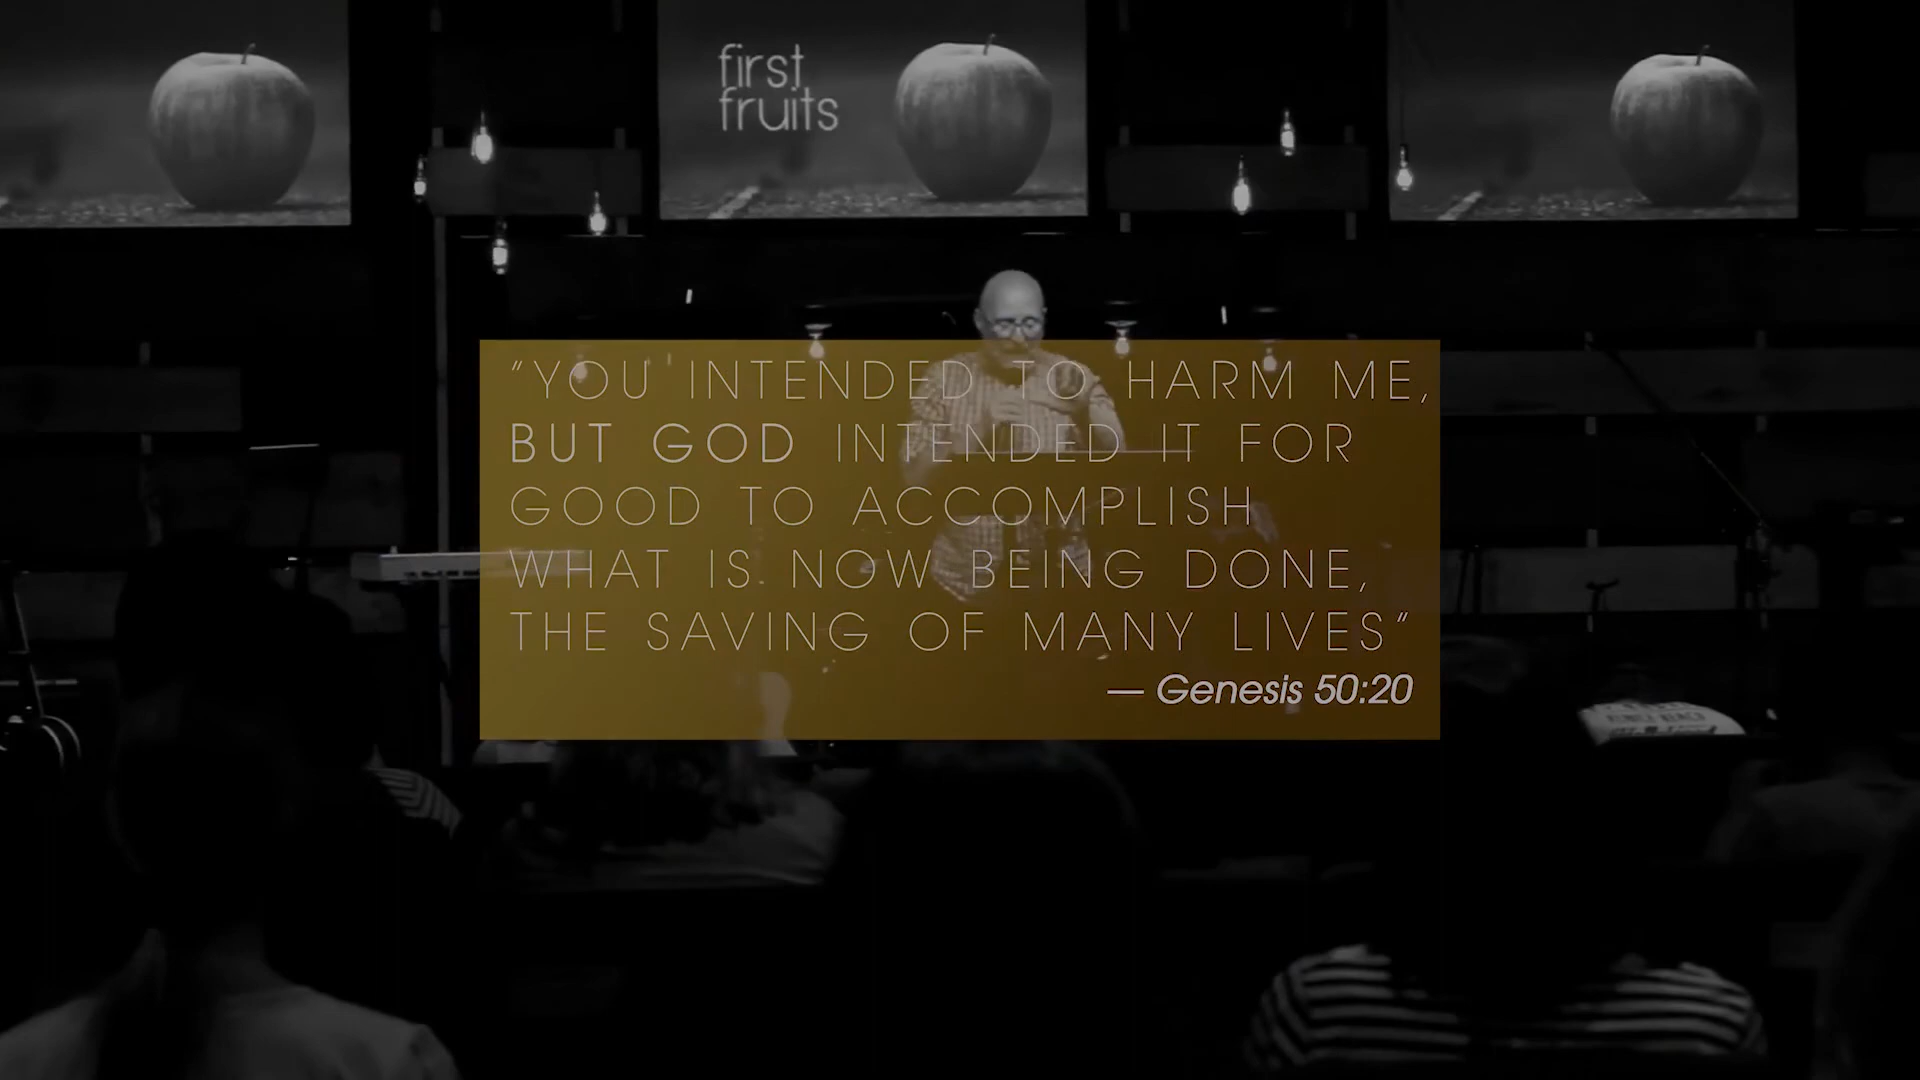 first
fruits
“YOU INTENDED TO HARM ME,
BUT GOD INTENDED IT FOR
GOOD TO ACCOMPLISH
WHAT IS NOW BEING DONE,
THE SAVING OF MANY LIVES”
— Genesis 50:20